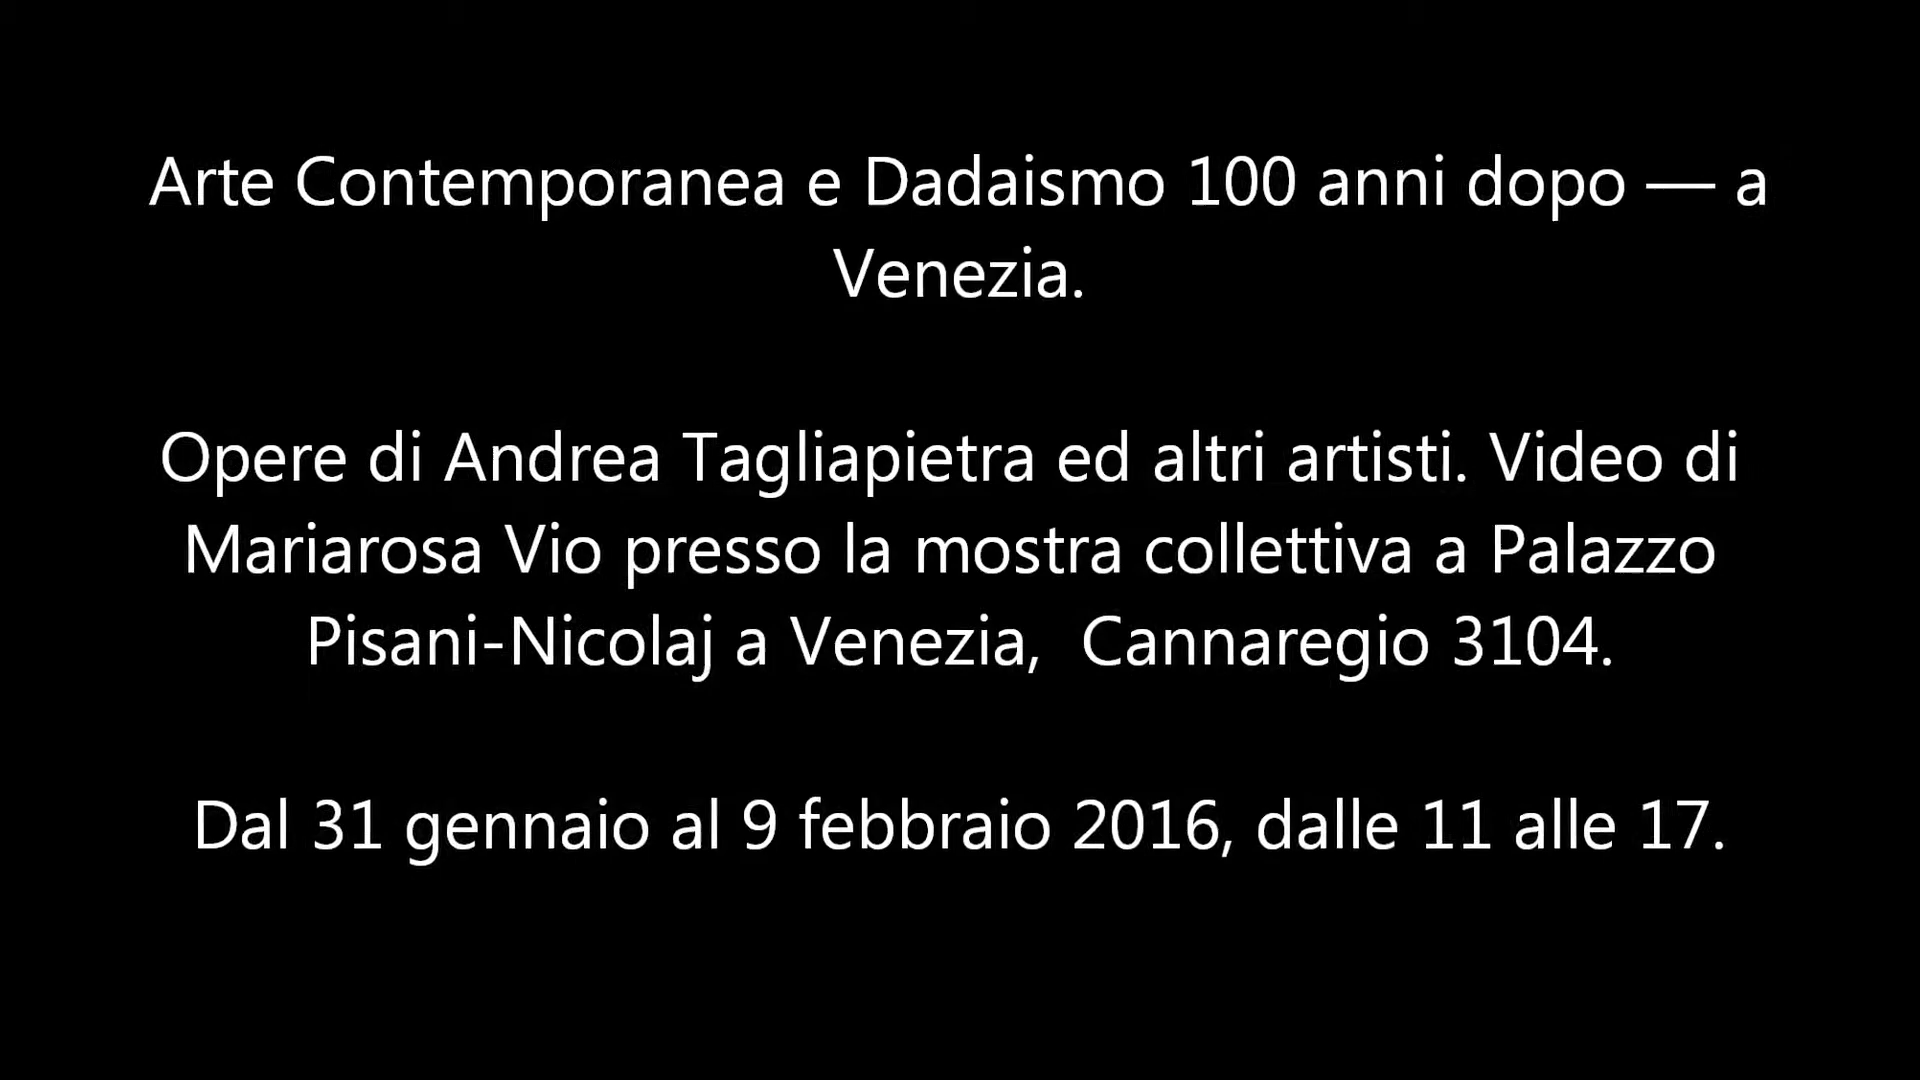 Arte Contemporanea e Dadaismo 100 anni dopo — a
Venezia.
Opere di Andrea Tagliapietra ed altri artisti. Video di
Mariarosa Vio presso la mostra collettiva a Palazzo
Pisani-Nicolaj a Venezia,  Cannaregio 3104.
Dal 31 gennaio al 9 febbraio 2016, dalle 11 alle 17.